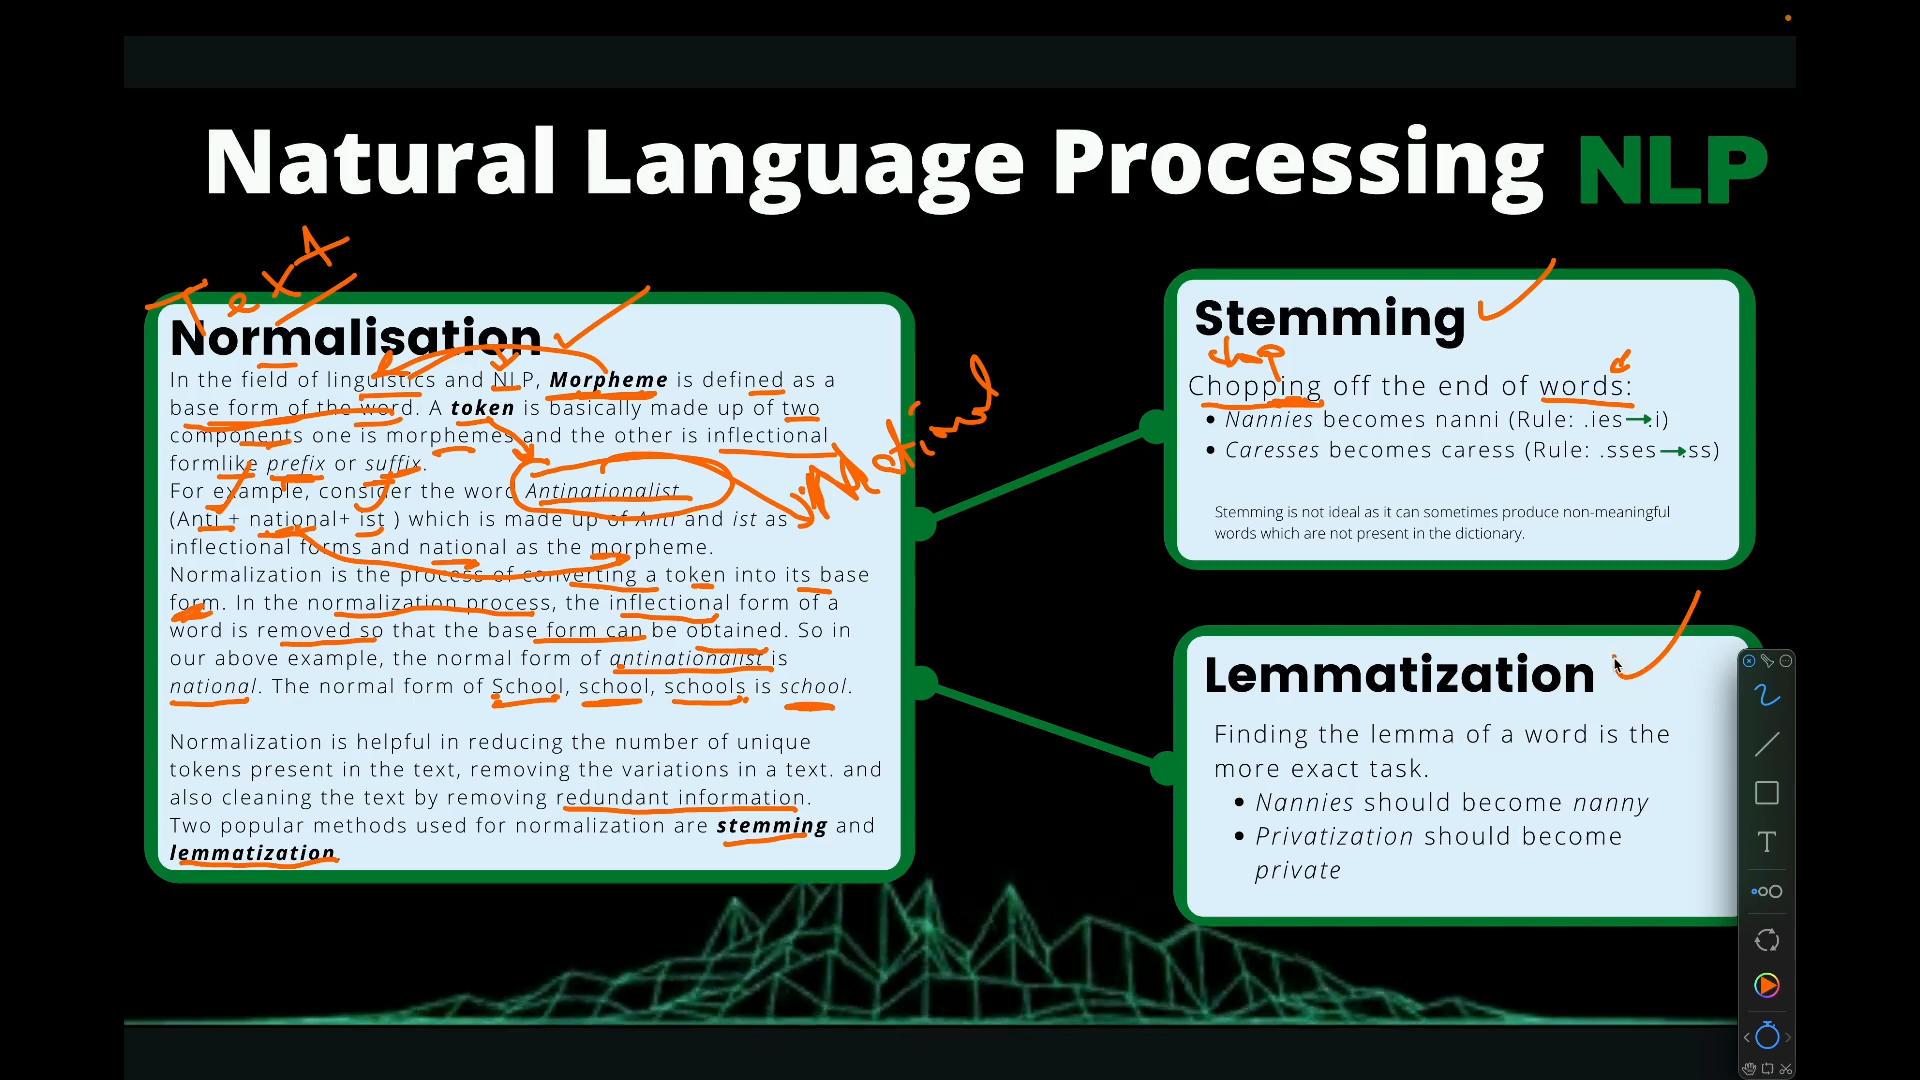 Natural Language Processing NLP
Text
Normalisation
In the field of linguistics and NLP, Morpheme is defined as a
base form of the word. A token is basically made up of two
components one is morphemes and the other is inflectional
formlike prefix or suffix.
For example, consider the word Antinationalist
(Anti + national+ ist ) which is made up of Anti and ist as
inflectional forms and national as the morpheme.
Normalization is the process of converting a token into its base
form. In the normalization process, the inflectional form of a
word is removed so that the base form can be obtained. So in
our above example, the normal form of antinationalist is
national. The normal form of School, school, schools is school.
Normalization is helpful in reducing the number of unique
tokens present in the text, removing the variations in a text. and
also cleaning the text by removing redundant information.
Two popular methods used for normalization are stemming and
lemmatization.
Stemming
chop
Chopping off the end of words:
• Nannies becomes nanni (Rule: .ies→.i)
• Caresses becomes caress (Rule: .sses→.ss)
Stemming is not ideal as it can sometimes produce non-meaningful
words which are not present in the dictionary.
Lemmatization
Finding the lemma of a word is the
more exact task.
• Nannies should become nanny
• Privatization should become
private
T